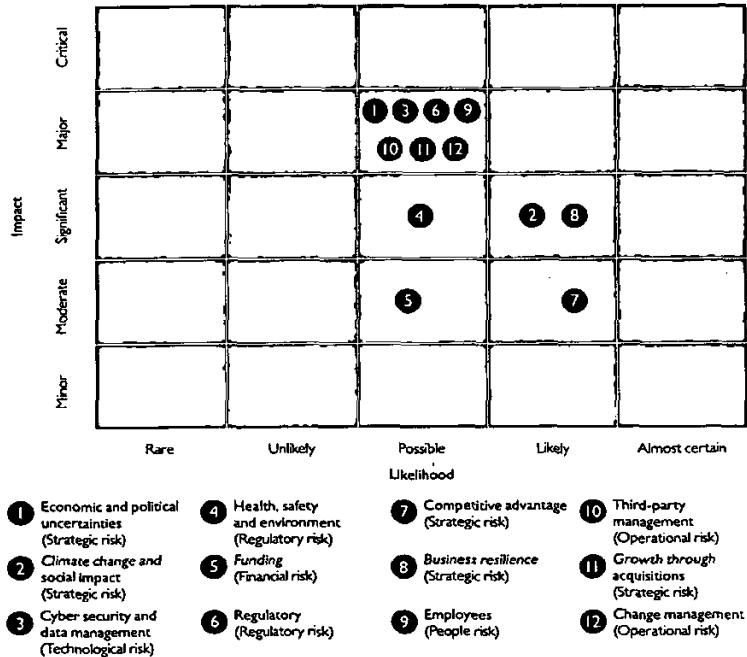 Critical
Major
Significant
Moderate
Minor
Impact
1 3 6 9
10 11 12
4 2 8
5 7
Rare Unlikely Possible Likely Almost certain
Likelihood
1 Economic and political
uncertainties
(Strategic risk)
2 Climate change and
social impact
(Strategic risk)
3 Cyber security and
data management
(Technological risk)
4 Health, safety
and environment
(Regulatory risk)
5 Funding
(Financial risk)
6 Regulatory
(Regulatory risk)
7 Competitive advantage
(Strategic risk)
8 Business resilience
(Strategic risk)
9 Employees
(People risk)
10 Third-party
management
(Operational risk)
11 Growth through
acquisitions
(Strategic risk)
12 Change management
(Operational risk)